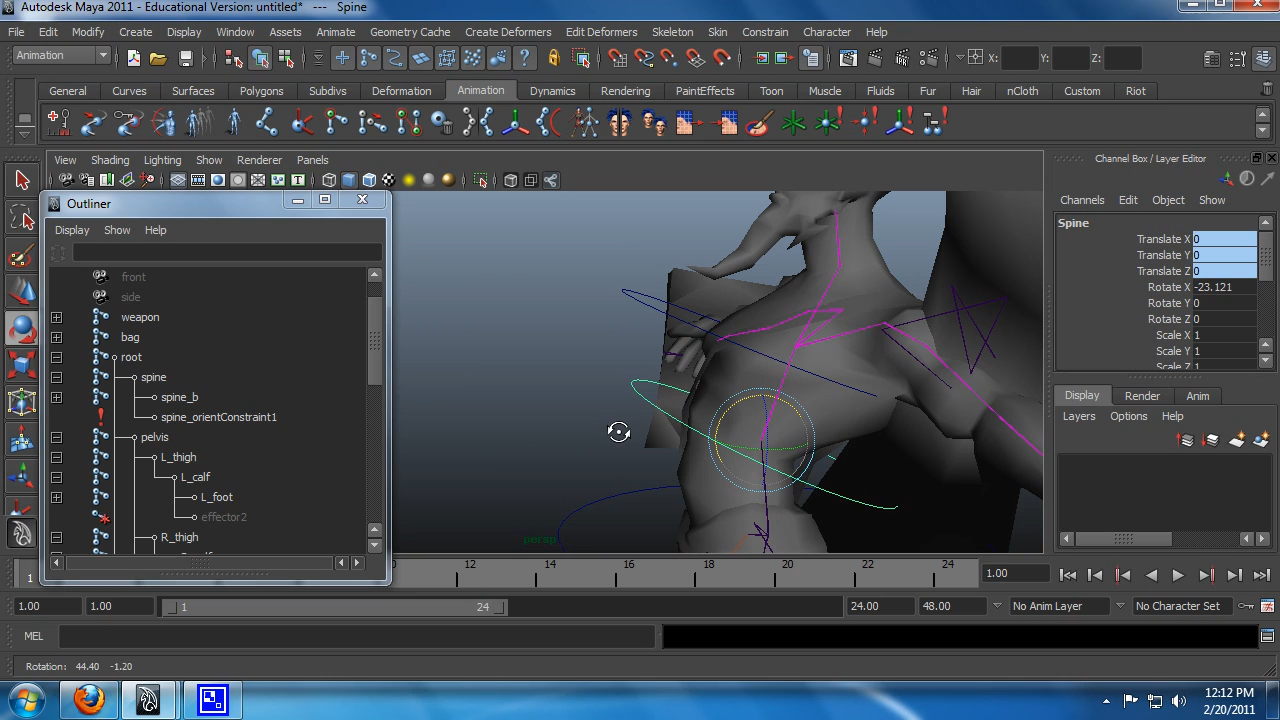 Autodesk Maya 2011 - Educational Version: untitled* --- Spine
File Edit Modify Create Display Window Assets Animate Geometry Cache Create Deformers Edit Deformers Skeleton Skin Constrain Character Help
Animation X: Y: Z:
General Curves Surfaces Polygons Subdivs Deformation Animation Dynamics Rendering PaintEffects Toon Muscle Fluids Fur Hair nCloth Custom Riot
View Shading Lighting Show Renderer Panels
Channel Box / Layer Editor
Channels Edit Object Show
Spine
Translate X 0
Translate Y 0
Translate Z 0
Rotate X -23.121
Rotate Y 0
Rotate Z 0
Scale X 1
Scale Y 1
Scale Z 1
Display Render Anim
Layers Options Help
Outliner
Display Show Help
front
side
weapon
bag
root
spine
spine_b
spine_orientConstraint1
pelvis
L_thigh
L_calf
L_foot
effector2
R_thigh
persp
1 10 12 14 16 18 20 22 24 1.00
1.00 1.00 1 24 24.00 48.00 No Anim Layer No Character Set
MEL
Rotation: 44.40 -1.20
12:12 PM
2/20/2011